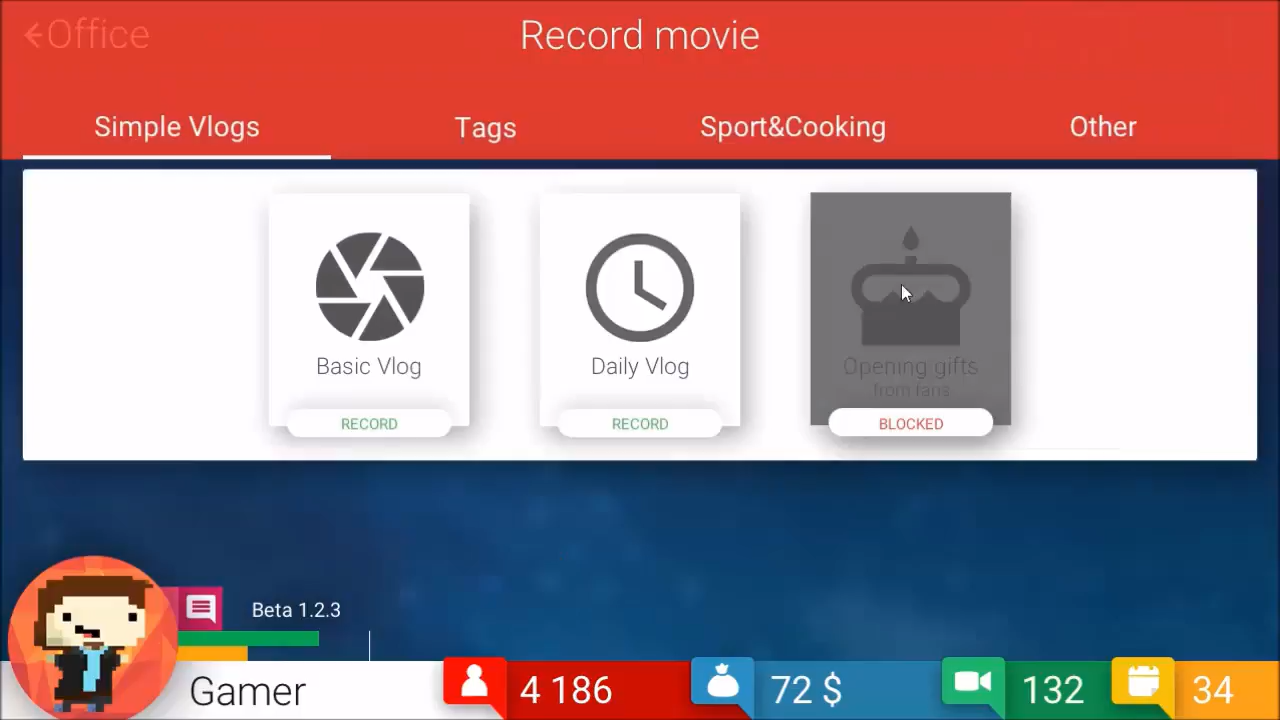 Office
Record movie
Simple Vlogs
Tags
Sport&Cooking
Other
Basic Vlog
RECORD
Daily Vlog
RECORD
Opening gifts
from fans
BLOCKED
Beta 1.2.3
Gamer
4 186
72 $
132
34